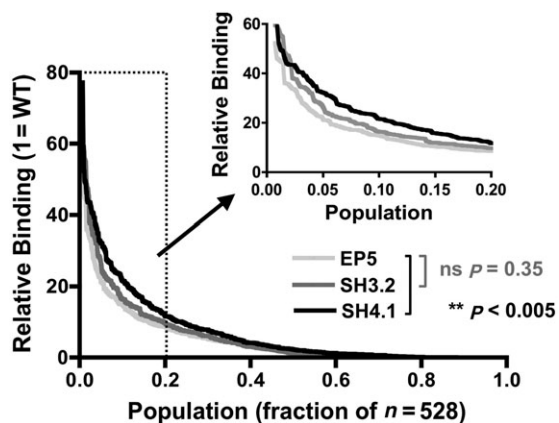 60
40
20
0
0.00 0.05 0.10 0.15 0.20
Relative Binding
Population
80
60
40
20
0
0.0 0.2 0.4 0.6 0.8 1.0
Relative Binding (1 = WT)
Population (fraction of n = 528)
EP5
SH3.2
SH4.1
ns P = 0.35
** P < 0.005